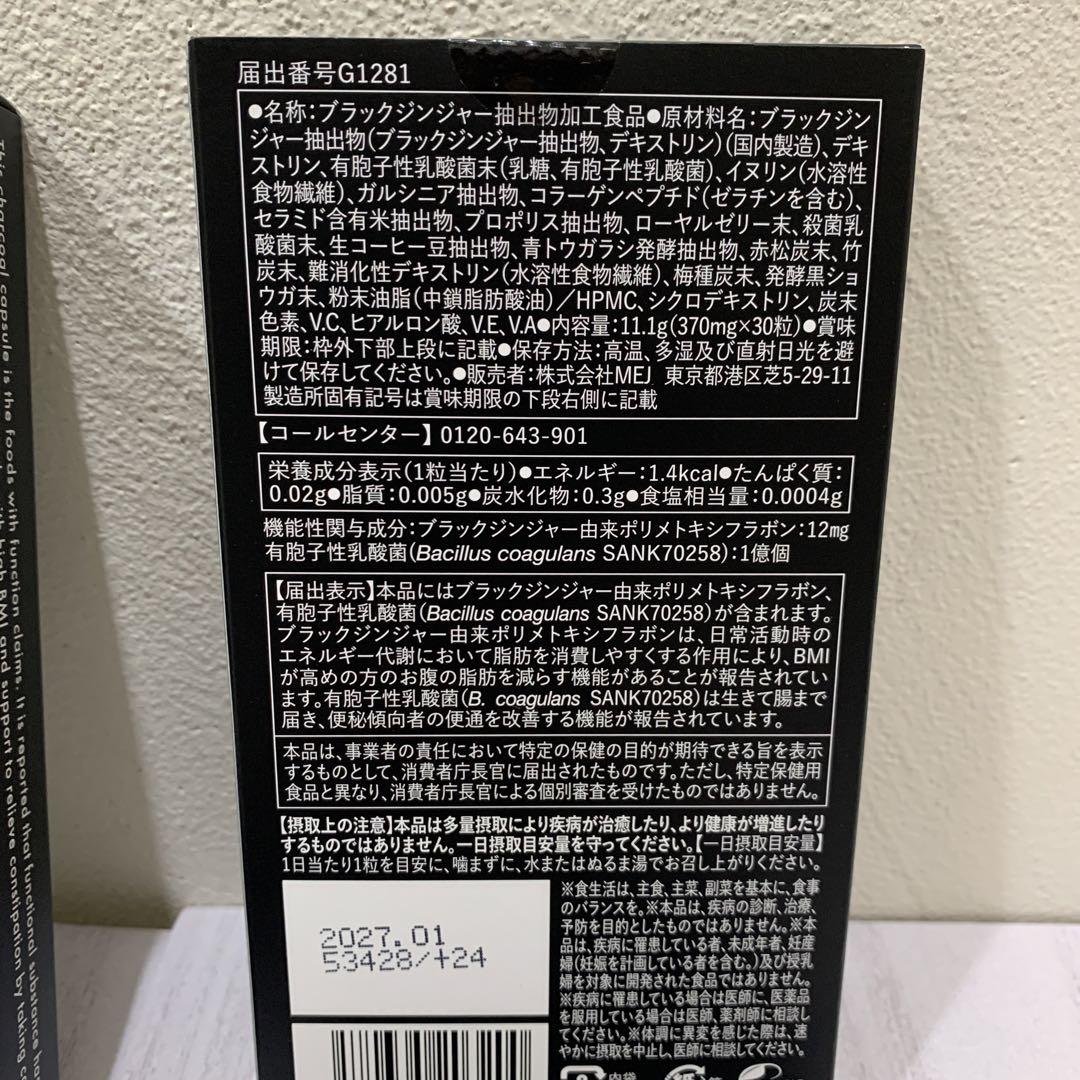 届出番号G1281
●名称:ブラックジンジャー抽出物加工食品●原材料名:ブラックジン
ジャー抽出物(ブラックジンジャー抽出物、デキストリン)(国内製造)、デキ
ストリン、有胞子性乳酸菌末(乳糖、有胞子性乳酸菌)、イヌリン(水溶性
食物繊維)、ガルシニア抽出物、コラーゲンペプチド(ゼラチンを含む)、
セラミド含有米抽出物、プロポリス抽出物、ローヤルゼリー末、殺菌乳
酸菌末、生コーヒー豆抽出物、青トウガラシ発酵抽出物、赤松炭末、竹
炭末、難消化性デキストリン(水溶性食物繊維)、梅種炭末、発酵黒ショ
ウガ末、粉末油脂(中鎖脂肪酸油)/HPMC、シクロデキストリン、炭末
色素、V.C、ヒアルロン酸、V.E、V.A●内容量:11.1g(370mg×30粒)●賞味
期限:枠外下部上段に記載●保存方法:高温、多湿及び直射日光を避
けて保存してください。●販売者:株式会社MEJ 東京都港区芝5-29-11
製造所固有記号は賞味期限の下段右側に記載
【コールセンター】0120-643-901
栄養成分表示(1粒当たり)●エネルギー:1.4kcal●たんぱく質:
0.02g●脂質:0.005g●炭水化物:0.3g●食塩相当量:0.0004g
機能性関与成分:ブラックジンジャー由来ポリメトキシフラボン:12mg
有胞子性乳酸菌(Bacillus coagulans SANK70258):1億個
【届出表示】本品にはブラックジンジャー由来ポリメトキシフラボン、
有胞子性乳酸菌(Bacillus coagulans SANK70258)が含まれます。
ブラックジンジャー由来ポリメトキシフラボンは、日常活動時の
エネルギー代謝において脂肪を消費しやすくする作用により、BMI
が高めの方のお腹の脂肪を減らす機能があることが報告されていま
す。有胞子性乳酸菌(B. coagulans SANK70258)は生きて腸まで
届き、便秘傾向者の便通を改善する機能が報告されています。
本品は、事業者の責任において特定の保健の目的が期待できる旨を表示
するものとして、消費者庁長官に届出されたものです。ただし、特定保健用
食品と異なり、消費者庁長官による個別審査を受けたものではありません。
【摂取上の注意】本品は多量摂取により疾病が治癒したり、より健康が増進したり
するものではありません。一日摂取目安量を守ってください。【一日摂取目安量】
1日当たり1粒を目安に、噛まずに、水またはぬるま湯でお召し上がりください。
2027.01
53428/+24
※食生活は、主食、主菜、副菜を基本に、食事
のバランスを。※本品は、疾病の診断、治療、
予防を目的としたものではありません。※本
品は、疾病に罹患している者、未成年者、妊産
婦(妊娠を計画している者を含む。)及び授乳
婦を対象に開発された食品ではありません。
※疾病に罹患している場合は医師に、医薬品
を服用している場合は医師、薬剤師に相談し
てください。※体調に異変を感じた際は、速
やかに摂取を中止し、医師に相談してください。
内袋
紙
This charcoal capsule is the foods with function claims. It is reported that functional substance
with high BMI and support to relieve constipation by taking